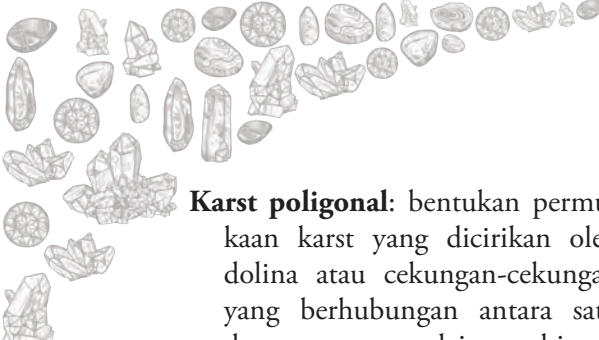 Karst poligonal: bentukan permu
kaan karst yang dicirikan ole
dolina atau cekungan-cekunga
yang berhubungan antara sat